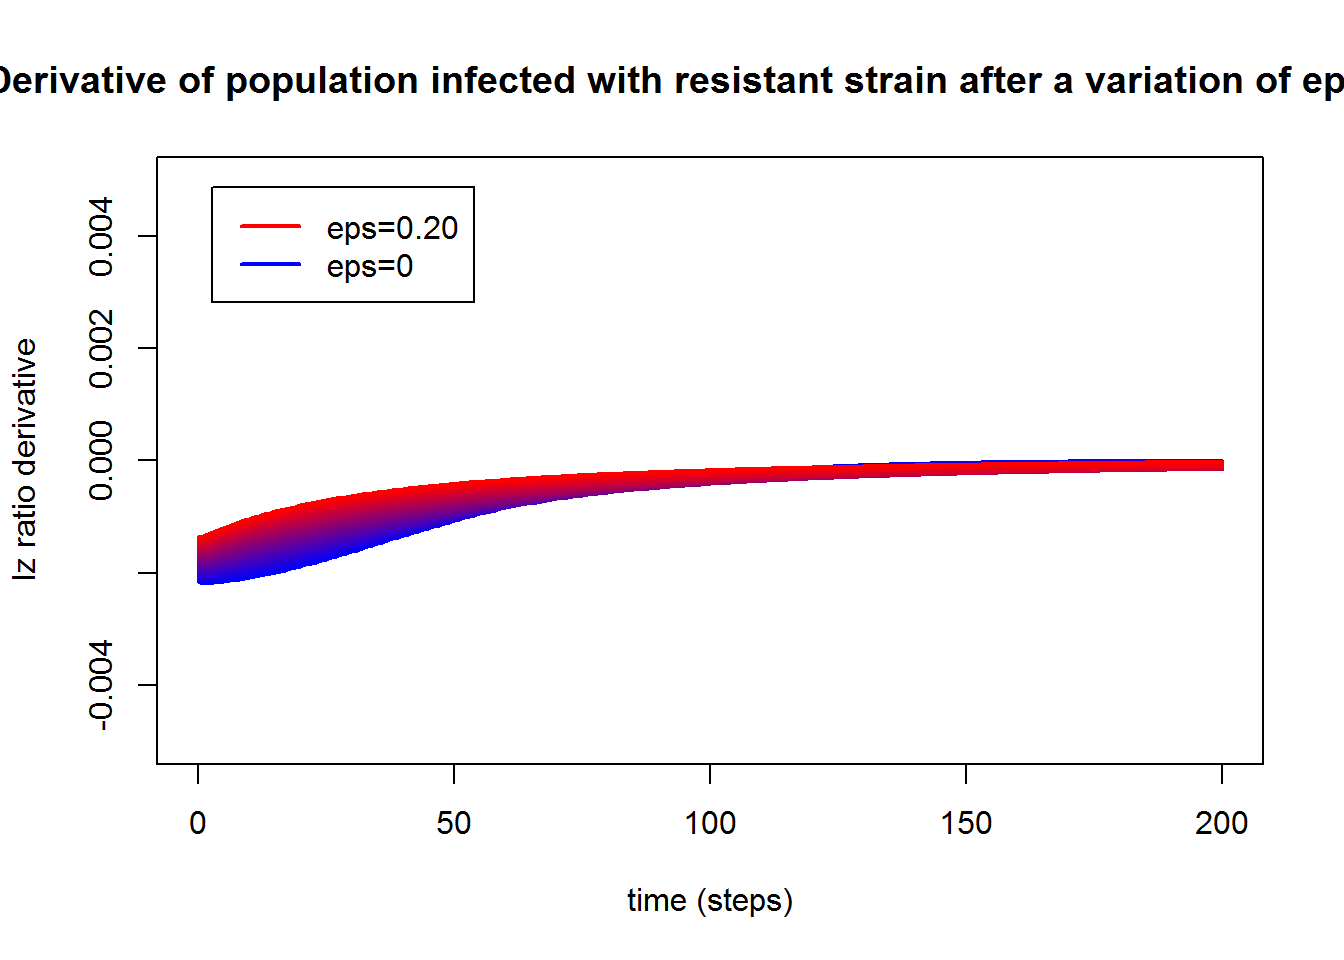 Derivative of population infected with resistant strain after a variation of ep
eps=0.20
eps=0
Iz ratio derivative
0.004
0.002
0.000
-0.004
0
50
100
150
200
time (steps)